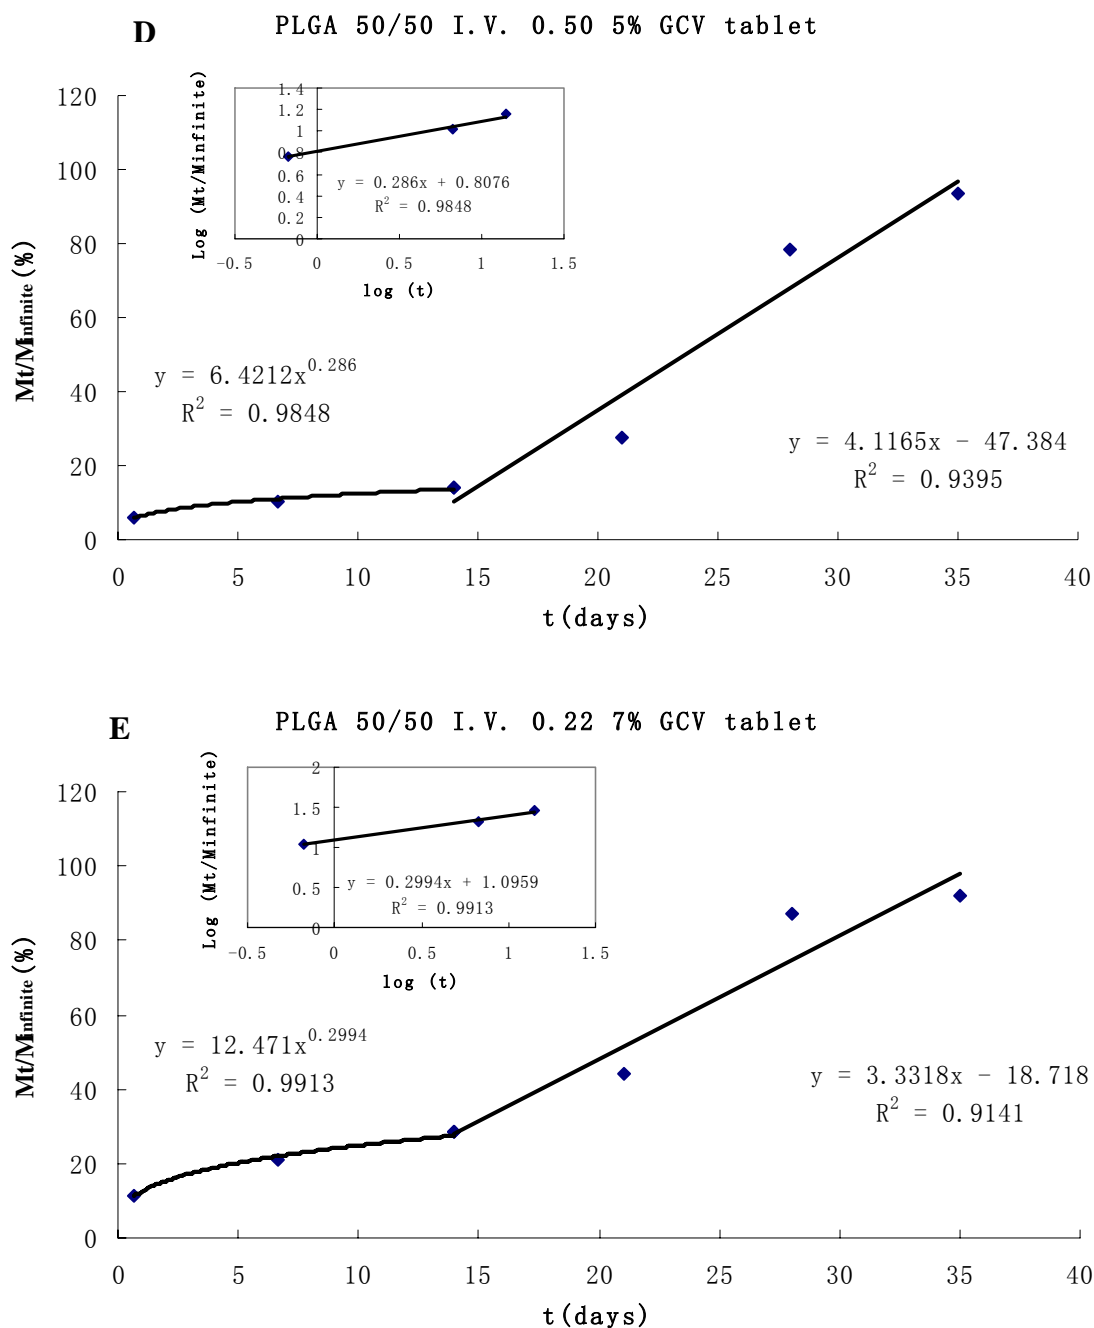 D
PLGA 50/50 I.V. 0.50 5% GCV tablet
Log (Mt/Minfinite)
1.4
1.2
1
0.8
0.6
0.4
0.2
0
y = 0.286x + 0.8076
R² = 0.9848
-0.5 0 0.5 1 1.5
log (t)
Mt/Minfinite(%)
120
100
80
60
40
20
0
y = 6.4212x^0.286
R² = 0.9848
y = 4.1165x - 47.384
R² = 0.9395
0 5 10 15 20 25 30 35 40
t(days)
E
PLGA 50/50 I.V. 0.22 7% GCV tablet
Log (Mt/Minfinite)
2
1.5
1
0.5
0
y = 0.2994x + 1.0959
R² = 0.9913
-0.5 0 0.5 1 1.5
log (t)
Mt/Minfinite(%)
120
100
80
60
40
20
0
y = 12.471x^0.2994
R² = 0.9913
y = 3.3318x - 18.718
R² = 0.9141
0 5 10 15 20 25 30 35 40
t(days)